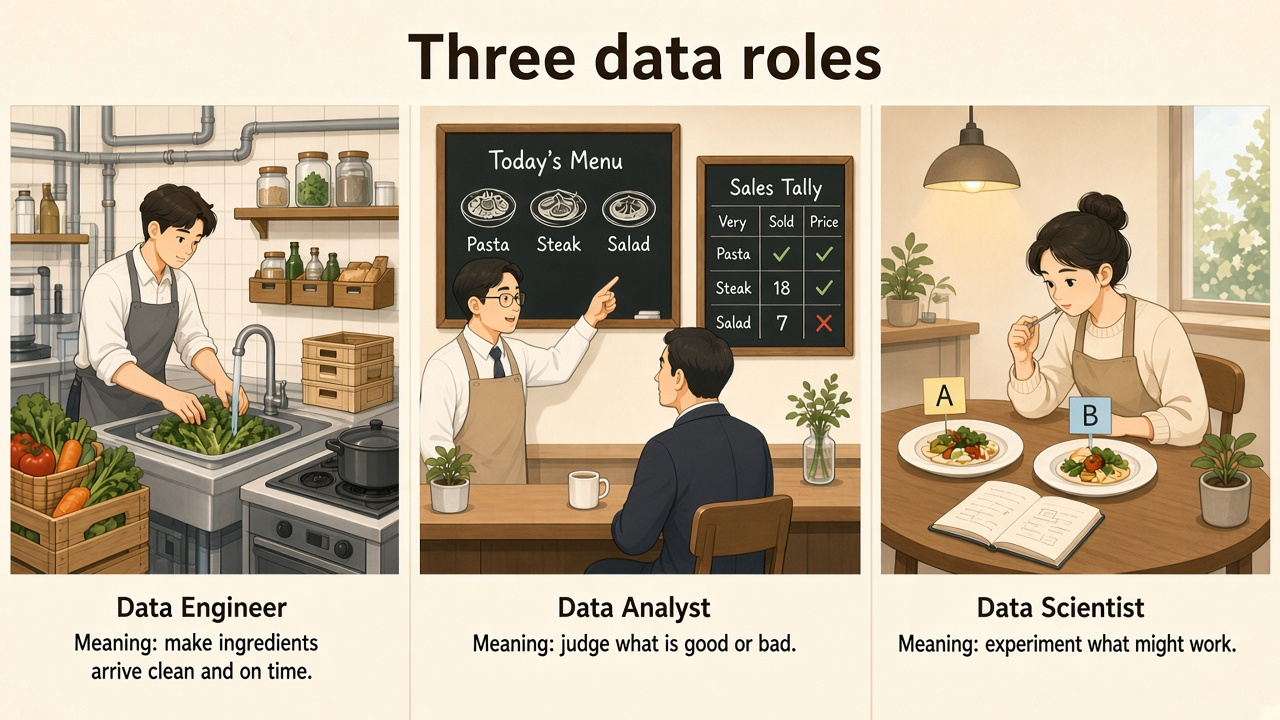 Three data roles
Today's Menu
Pasta Steak Salad
Sales Tally
Very Sold Price
Pasta ✓ ✓
Steak 18 ✓
Salad 7 ✗
A
B
Data Engineer
Meaning: make ingredients
arrive clean and on time.
Data Analyst
Meaning: judge what is good or bad.
Data Scientist
Meaning: experiment what might work.